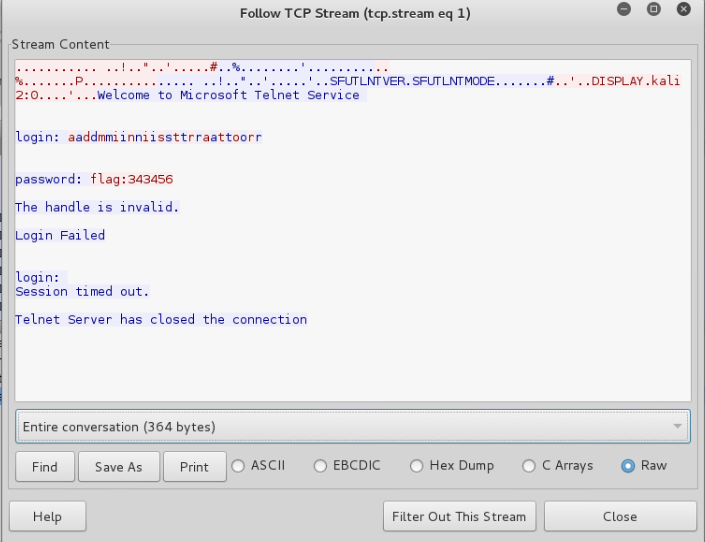 Follow TCP Stream (tcp.stream eq 1)
Stream Content
........... ..!.."..'.....#..%........'............
%.......P............... ..!.."..'.....'..SFUTLNTVER.SFUTLNTMODE.......#..'..DISPLAY.kali
2:0....'...Welcome to Microsoft Telnet Service
login: aaddmmiinniissttrraattoorr
password: flag:343456
The handle is invalid.
Login Failed
login:
Session timed out.
Telnet Server has closed the connection
Entire conversation (364 bytes)
Find Save As Print ASCII EBCDIC Hex Dump C Arrays Raw
Help Filter Out This Stream Close